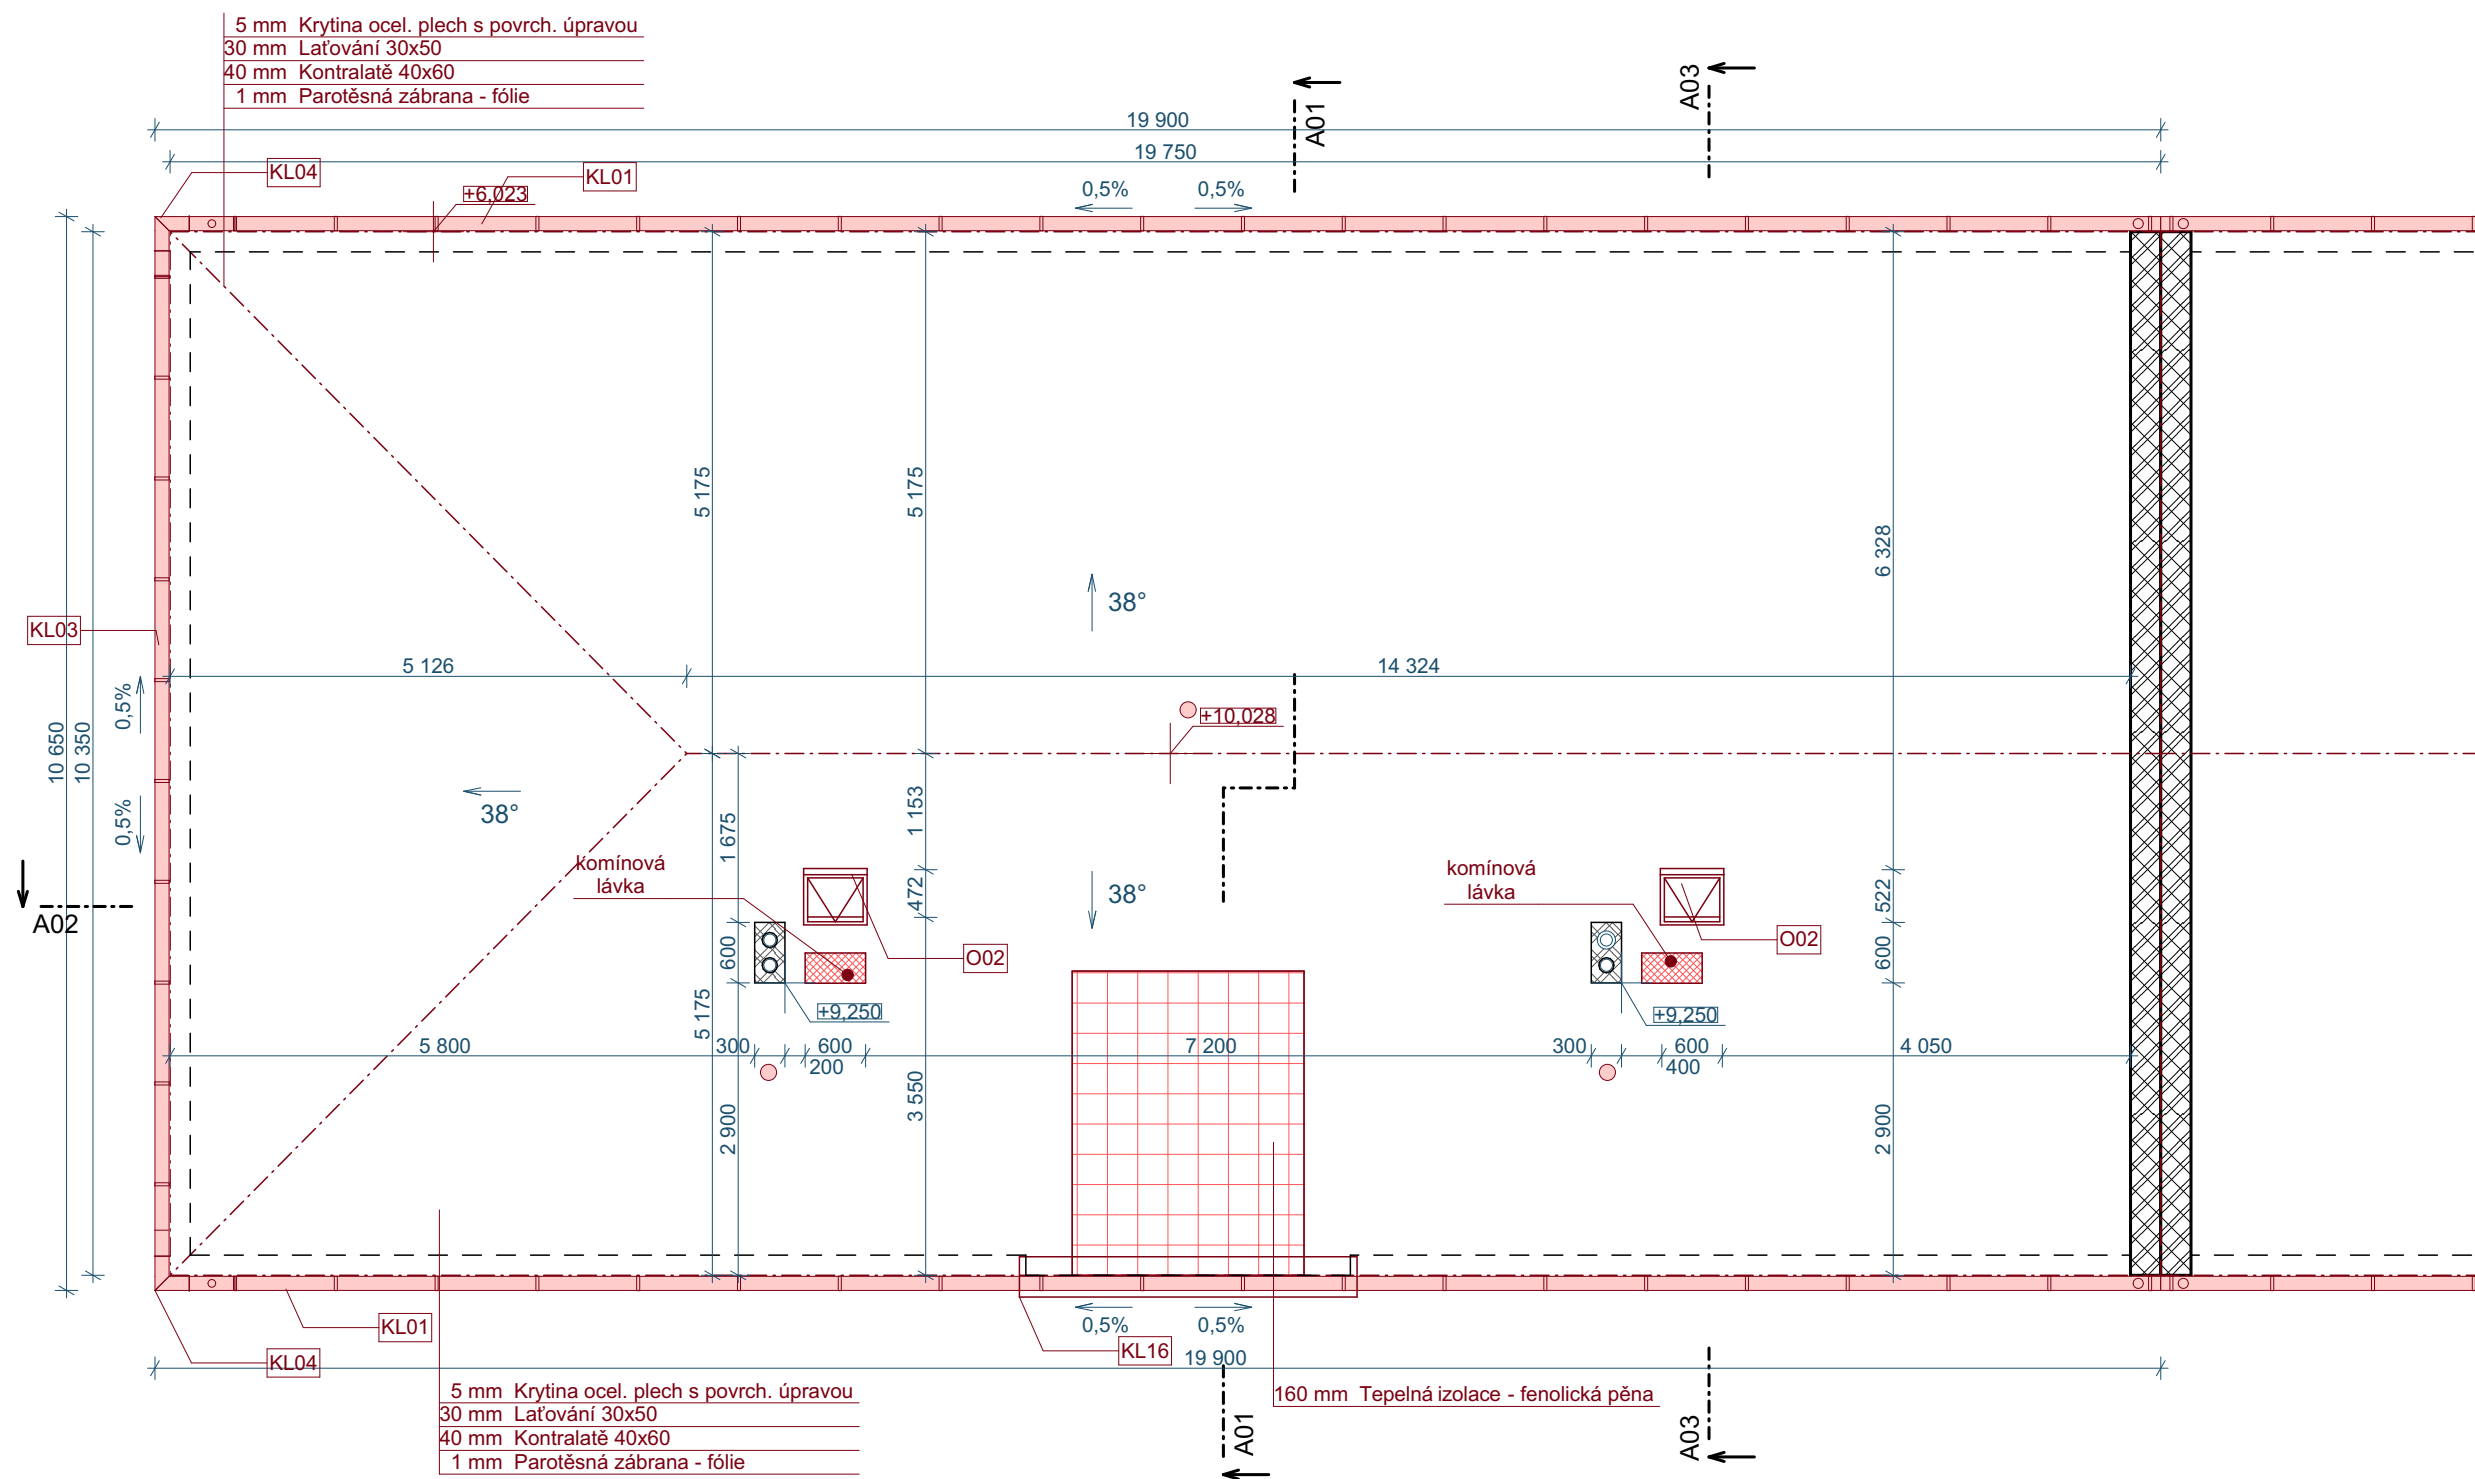 5 mm Krytina ocel. plech s povrch. úpravou
30 mm Laťování 30x50
40 mm Kontralatě 40x60
1 mm Parotěsná zábrana - fólie
A01
A03
19 900
19 750
KL04
KL01
+6,023
0,5%
0,5%
5 175
5 175
6 328
38°
KL03
5 126
14 324
0,5%
10 650
10 350
+10,028
0,5%
38°
1 675
1 153
komínová
lávka
38°
472
komínová
lávka
522
A02
600
O02
O02
600
+9,250
+9,250
5 175
5 800
300
600
200
7 200
300
600
400
4 050
2 900
3 550
2 900
KL01
0,5%
0,5%
KL16
KL04
19 900
5 mm Krytina ocel. plech s povrch. úpravou
30 mm Laťování 30x50
40 mm Kontralatě 40x60
1 mm Parotěsná zábrana - fólie
160 mm Tepelná izolace - fenolická pěna
A01
A03